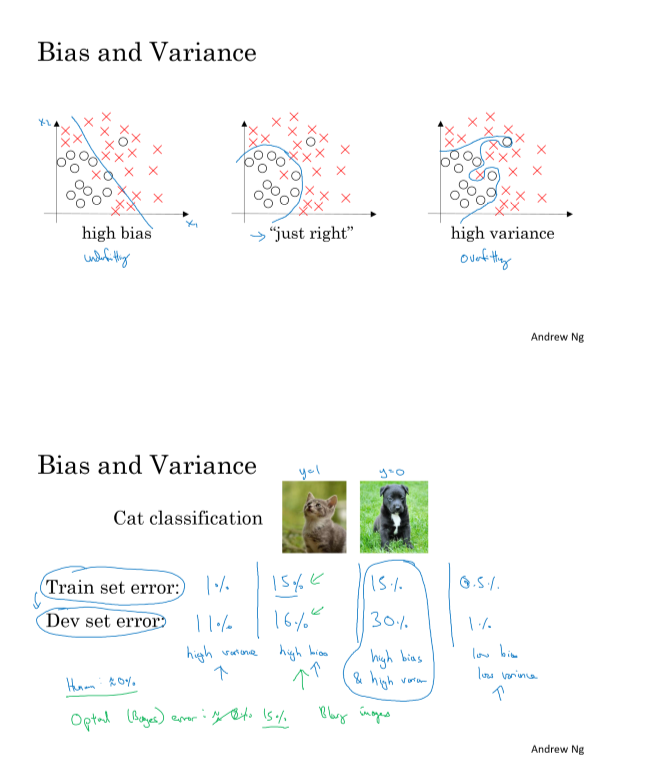 Bias and Variance
x₂
x₁
high bias
→ “just right”
high variance
underfitting
overfitting
Andrew Ng
Bias and Variance
y=1 y=0
Cat classification
Train set error: 1% 15% 15% 0.5%
Dev set error: 11% 16% 30% 1%
high variance high bias high bias & high variance low bias low variance
Human: ≈0%
Optimal (Bayes) error: ≈0% 15% Blurry images
Andrew Ng